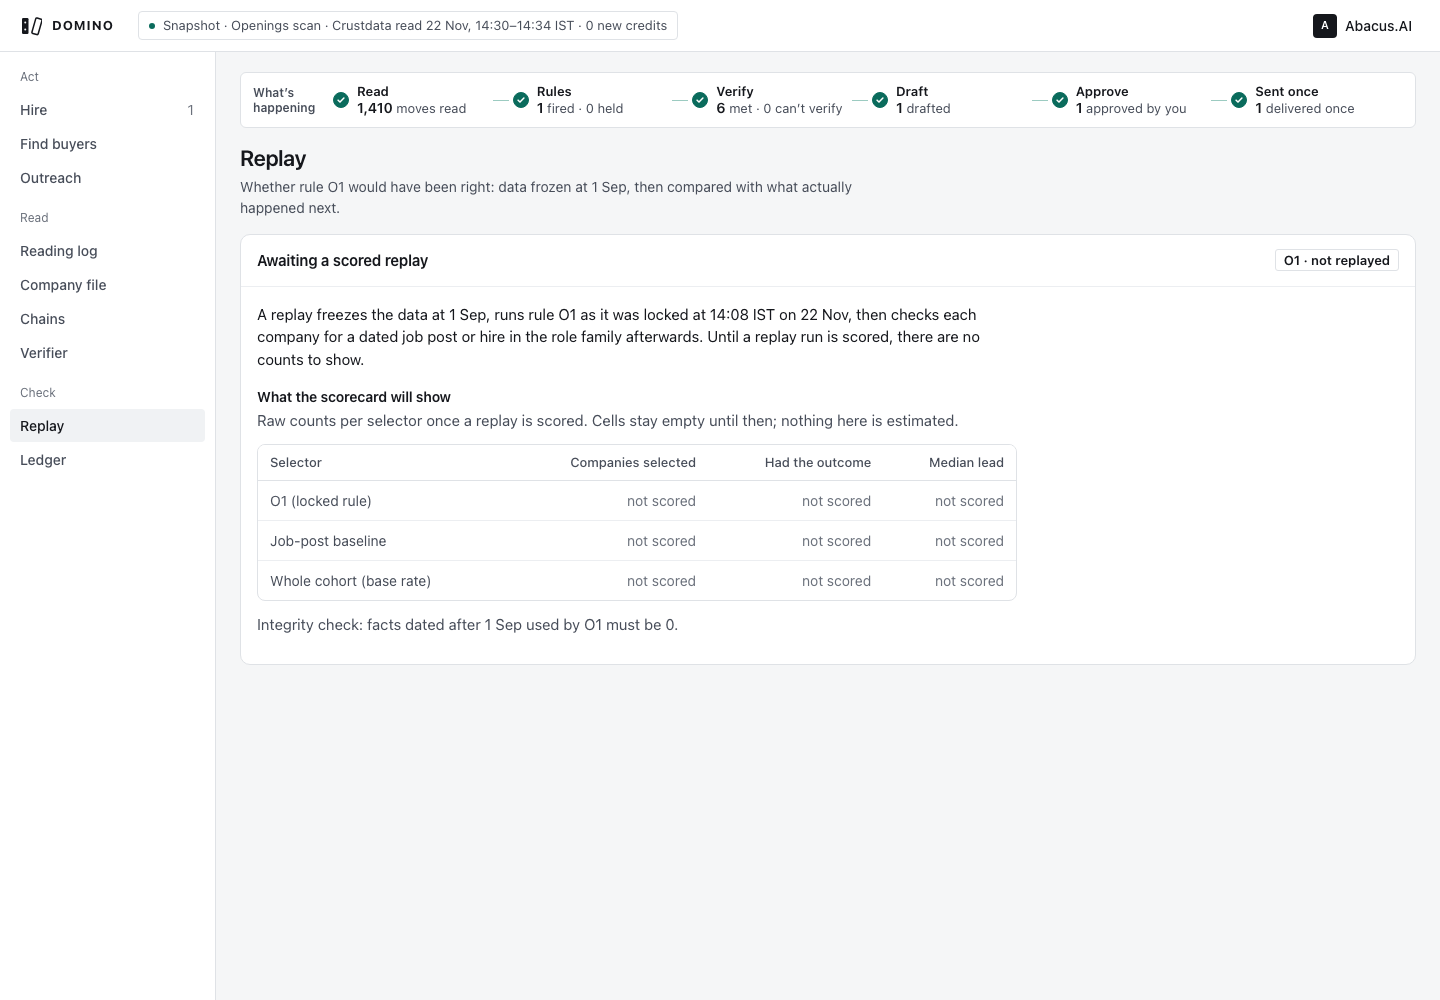 DOMINO
Snapshot · Openings scan · Crustdata read 22 Nov, 14:30–14:34 IST · 0 new credits
A
Abacus.AI
Act
Hire 1
Find buyers
Outreach
Read
Reading log
Company file
Chains
Verifier
Check
Replay
Ledger
What's
happening
Read
1,410 moves read
Rules
1 fired · 0 held
Verify
6 met · 0 can't verify
Draft
1 drafted
Approve
1 approved by you
Sent once
1 delivered once
Replay
Whether rule O1 would have been right: data frozen at 1 Sep, then compared with what actually
happened next.
Awaiting a scored replay
O1 · not replayed
A replay freezes the data at 1 Sep, runs rule O1 as it was locked at 14:08 IST on 22 Nov, then checks each
company for a dated job post or hire in the role family afterwards. Until a replay run is scored, there are no
counts to show.
What the scorecard will show
Raw counts per selector once a replay is scored. Cells stay empty until then; nothing here is estimated.
Selector Companies selected Had the outcome Median lead
O1 (locked rule) not scored not scored not scored
Job-post baseline not scored not scored not scored
Whole cohort (base rate) not scored not scored not scored
Integrity check: facts dated after 1 Sep used by O1 must be 0.